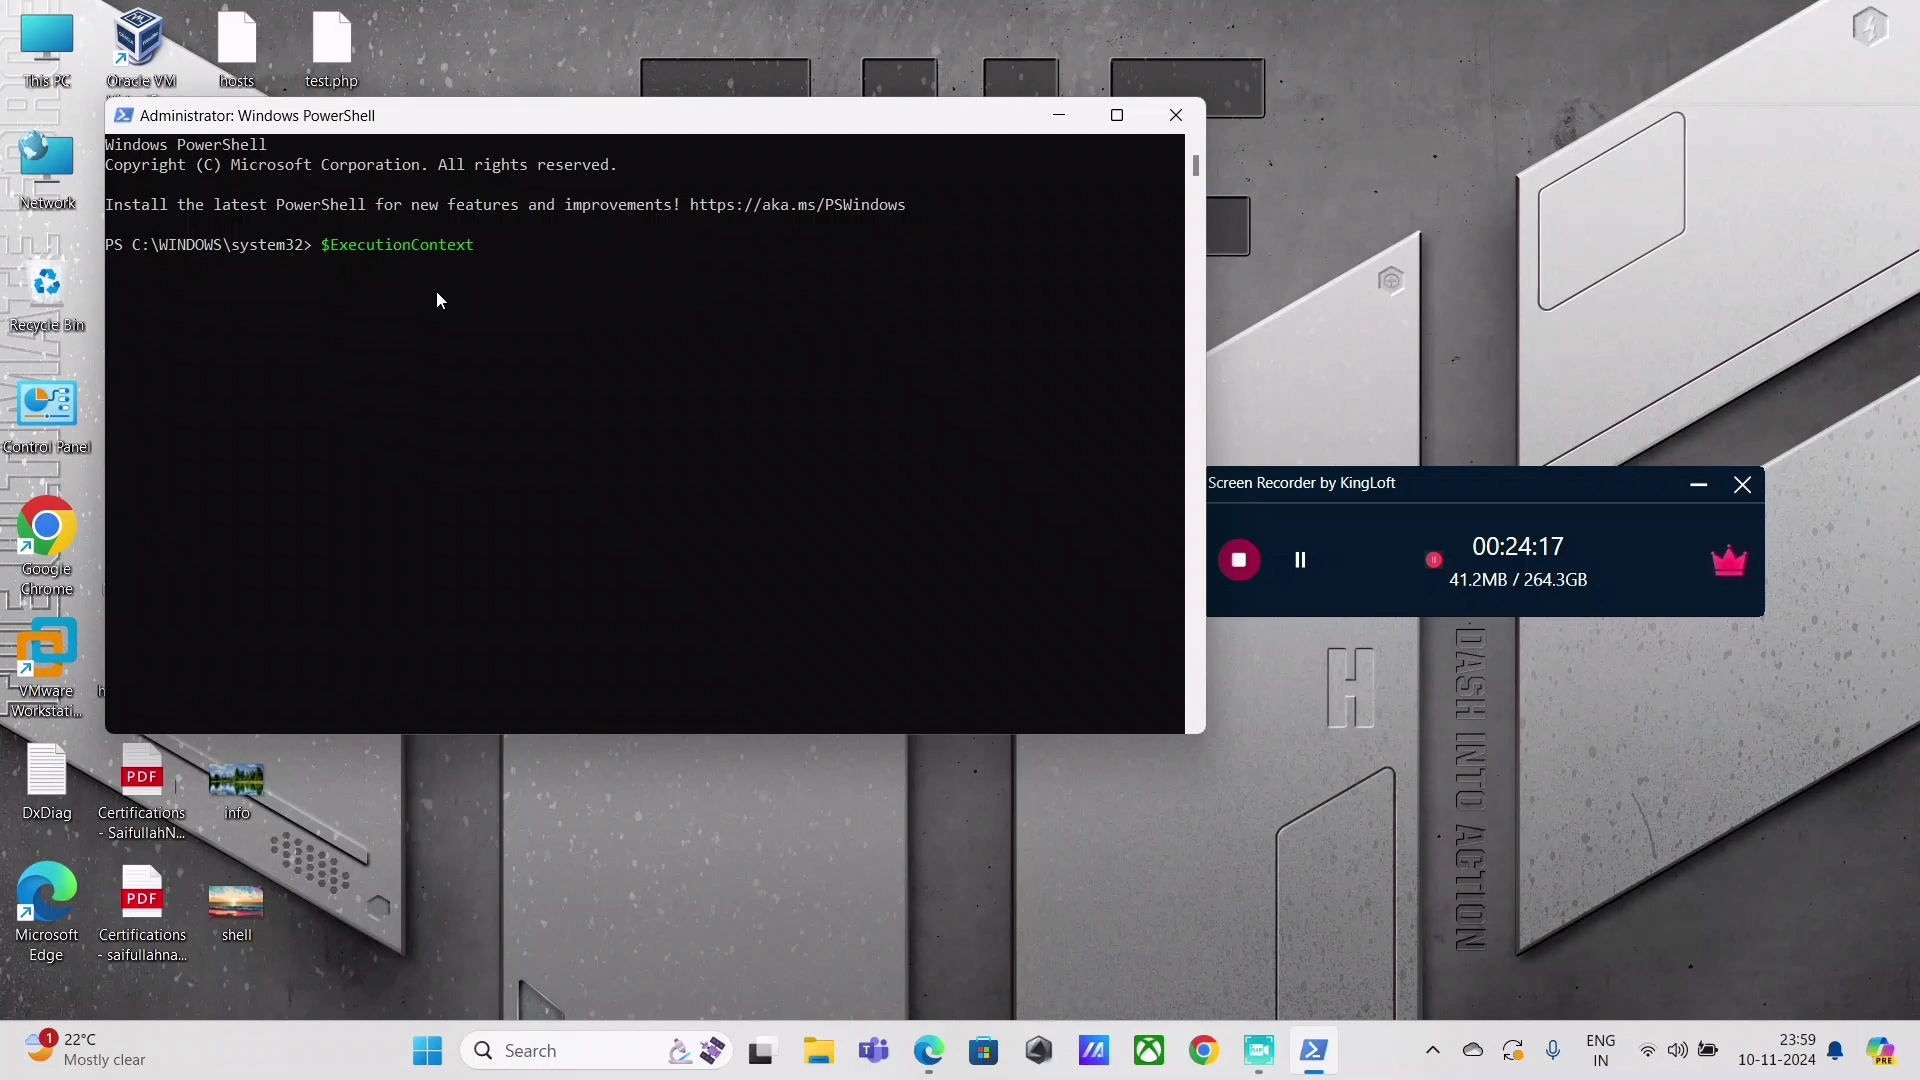 This PC
Oracle VM
hosts
test.php
Administrator: Windows PowerShell
Windows PowerShell
Copyright (C) Microsoft Corporation. All rights reserved.
Install the latest PowerShell for new features and improvements! https://aka.ms/PSWindows
PS C:\WINDOWS\system32> $ExecutionContext
Network
Recycle Bin
Control Panel
Google
Chrome
VMware
Workstati...
DxDiag
Certifications
- SaifullahN...
info
Microsoft
Edge
Certifications
- saifullahna...
shell
Screen Recorder by KingLoft
00:24:17
41.2MB / 264.3GB
H
DASH INTO ACTION
1
22°C
Mostly clear
Search
ENG
IN
23:59
10-11-2024
PRE